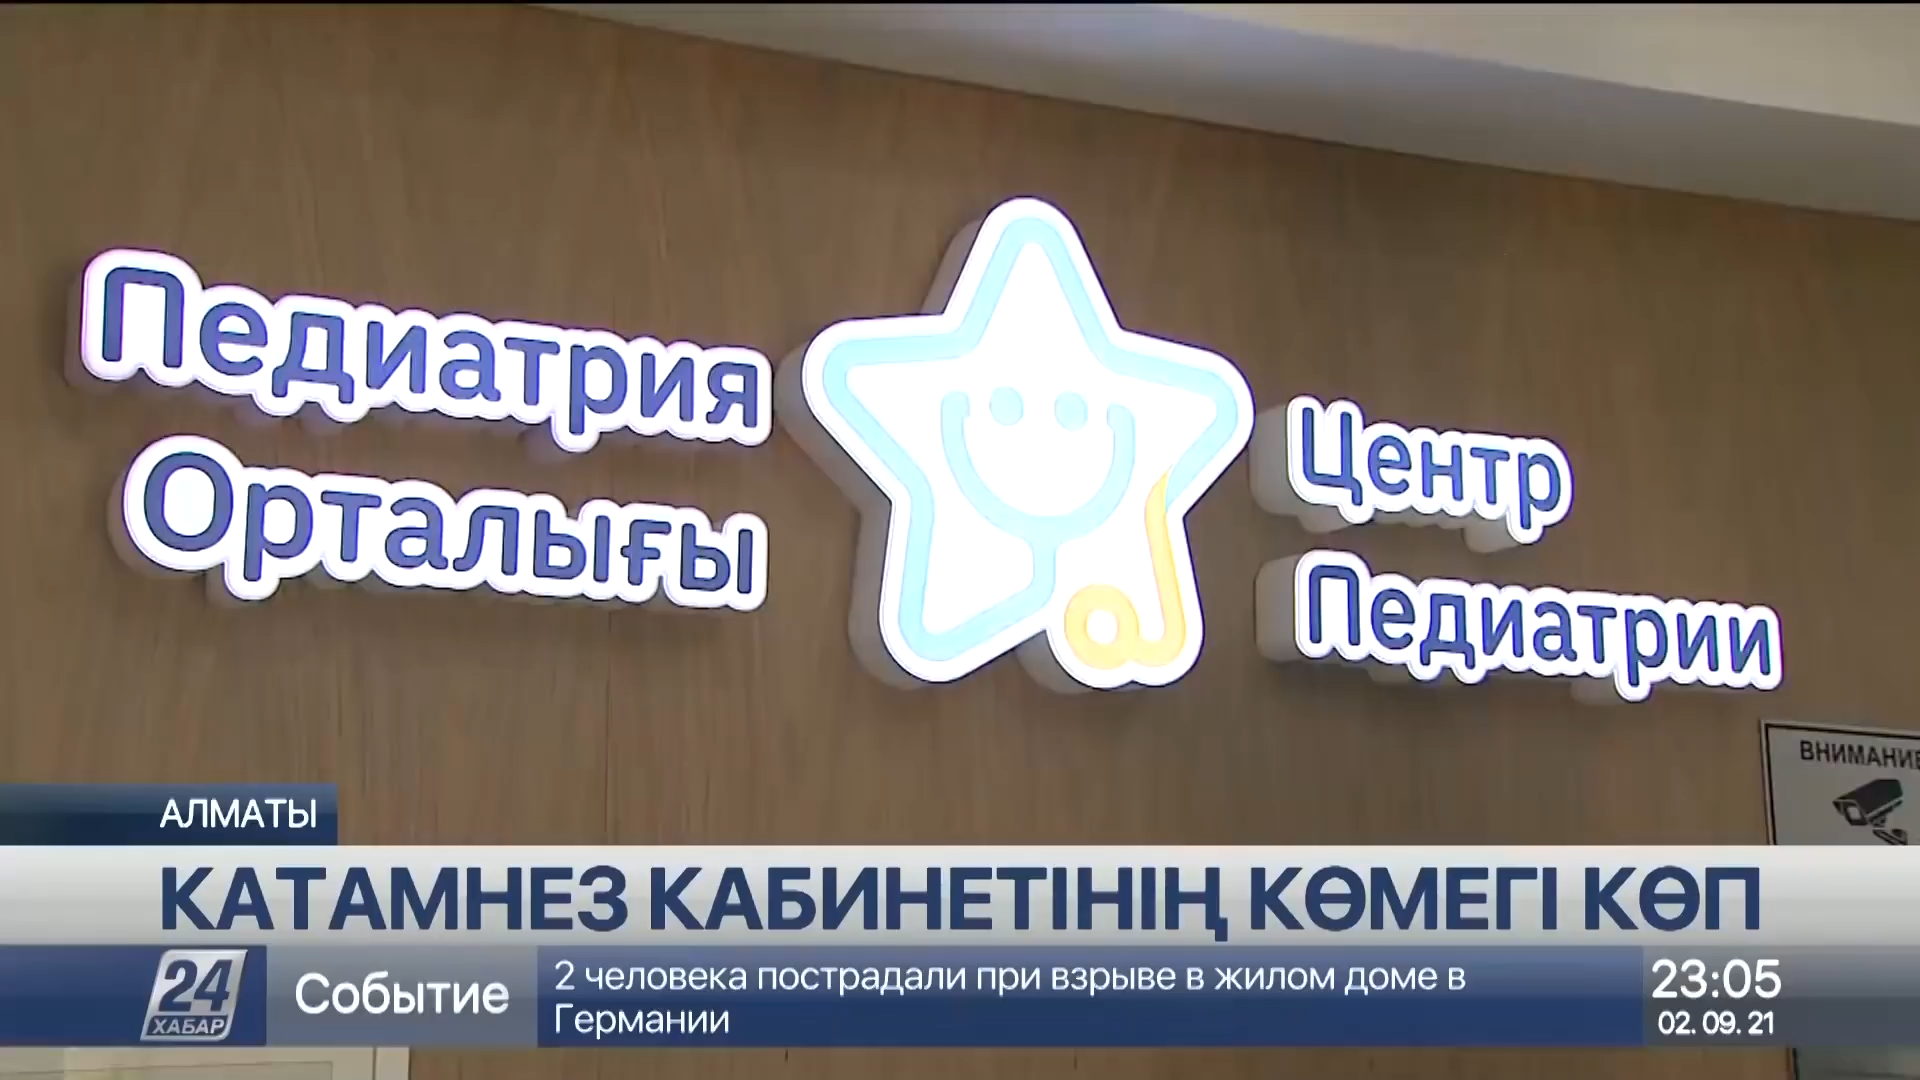 Педиатрия
Орталығы
Центр
Педиатрии
ВНИМАНИЕ
АЛМАТЫ
КАТАМНЕЗ КАБИНЕТІНІҢ КӨМЕГІ КӨП
24
ХАБАР
Событие
2 человека пострадали при взрыве в жилом доме в
Германии
23:05
02. 09. 21